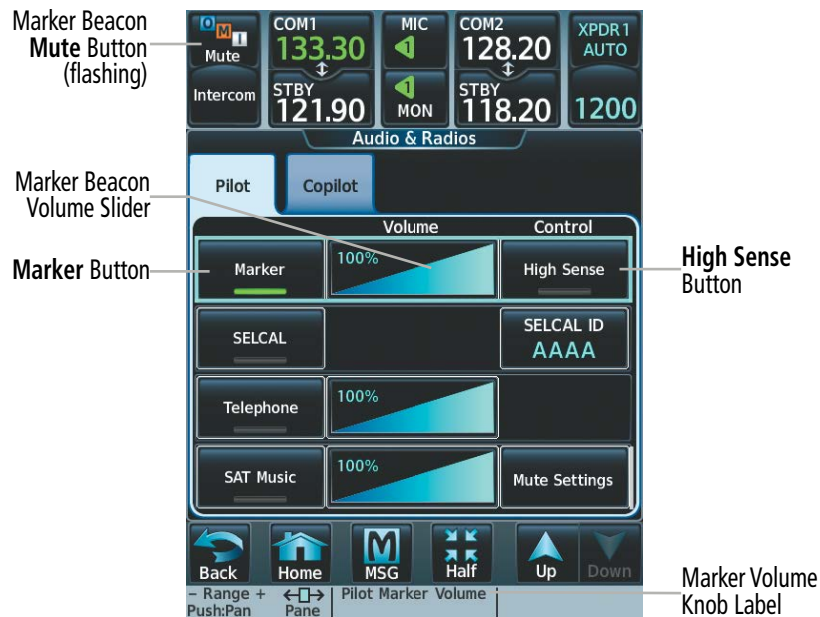 Marker Beacon
Mute Button
(flashing)
O M I
Mute
COM1
133.30
MIC
1
COM2
128.20
XPDR1
AUTO
Intercom
STBY
121.90
1
MON
STBY
118.20
1200
Audio & Radios
Pilot
Copilot
Marker Beacon
Volume Slider
Volume
Control
Marker Button
Marker
100%
High Sense
High Sense
Button
SELCAL
SELCAL ID
AAAA
Telephone
100%
SAT Music
100%
Mute Settings
Back
Home
MSG
Half
Up
Down
– Range +
Push:Pan
Pane
Pilot Marker Volume
Marker Volume
Knob Label